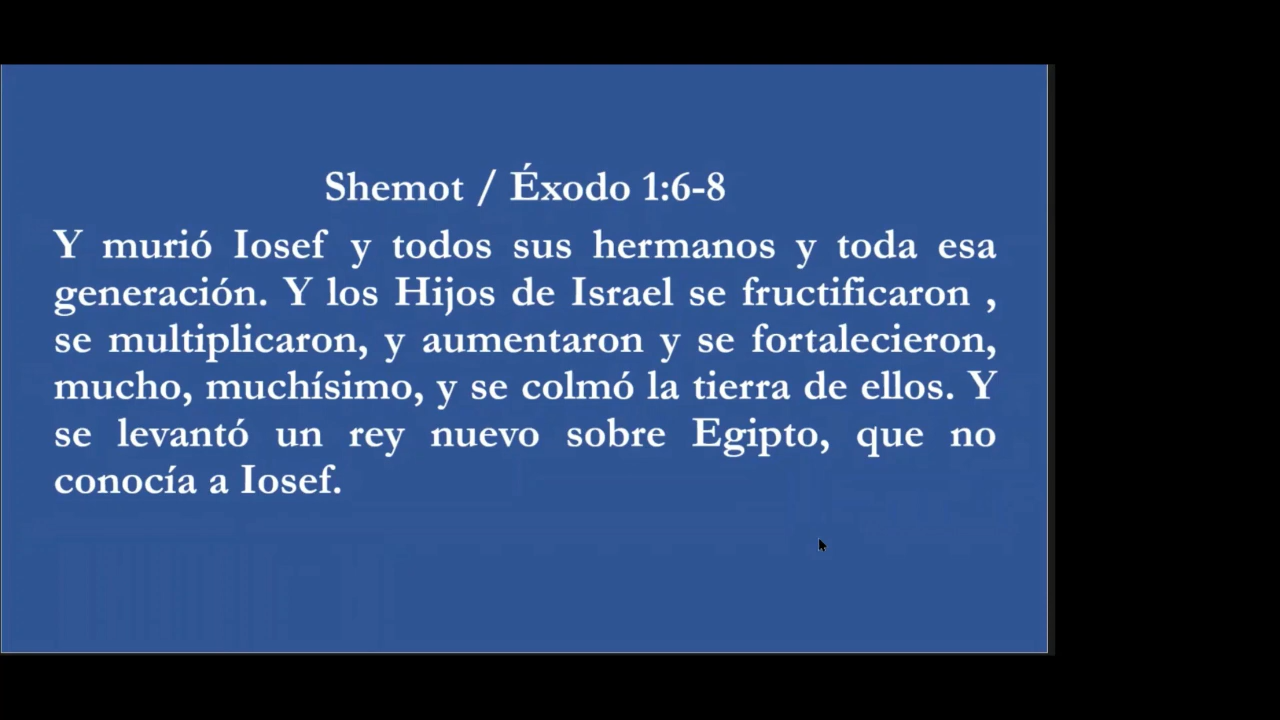 Shemot / Éxodo 1:6-8
Y murió Iosef y todos sus hermanos y toda esa
generación. Y los Hijos de Israel se fructificaron ,
se multiplicaron, y aumentaron y se fortalecieron,
mucho, muchísimo, y se colmó la tierra de ellos. Y
se levantó un rey nuevo sobre Egipto, que no
conocía a Iosef.